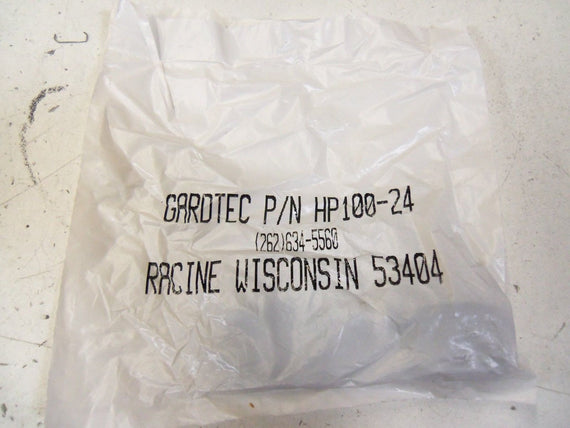 GARDTEC P/N HP100-24
(262)634-5560
RACINE WISCONSIN 53404